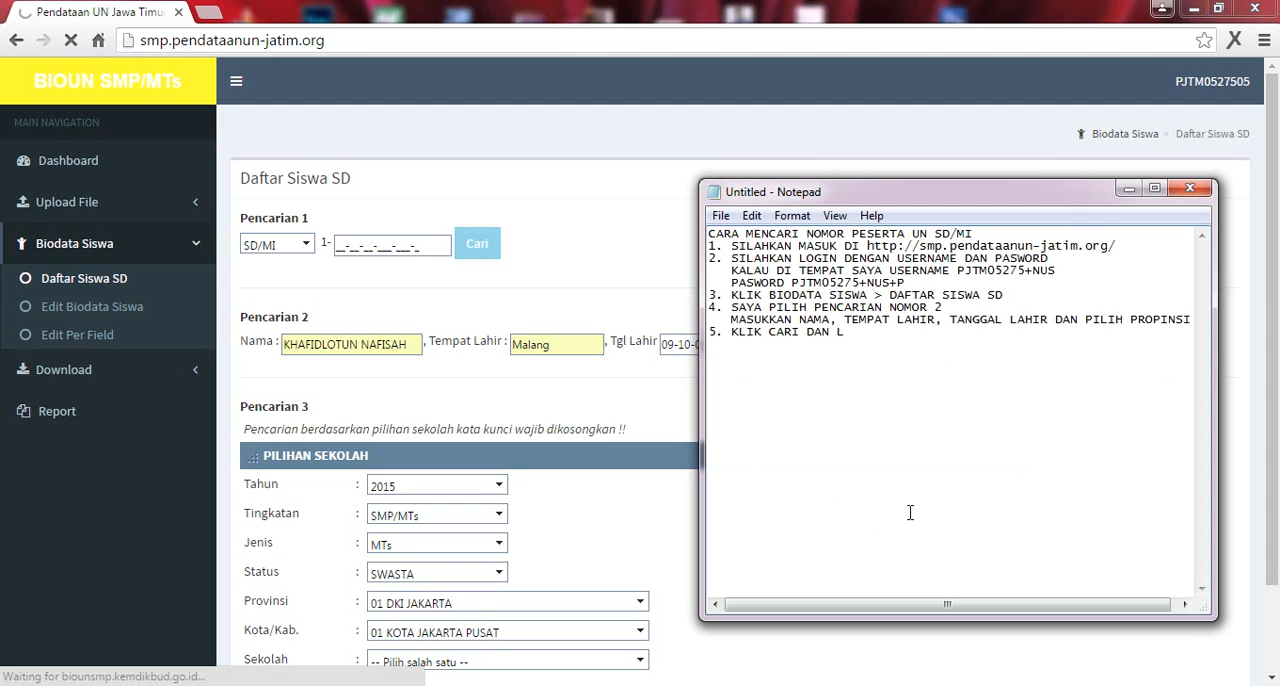 Pendataan UN Jawa Timur
smp.pendataanun-jatim.org
BIOUN SMP/MTs
PJTM0527505
MAIN NAVIGATION
Dashboard
Upload File
Biodata Siswa
Daftar Siswa SD
Edit Biodata Siswa
Edit Per Field
Download
Report
Biodata Siswa > Daftar Siswa SD
Daftar Siswa SD
Pencarian 1
SD/MI 1- __-__-__-___-___-_ Cari
Pencarian 2
Nama : KHAFIDLOTUN NAFISAH , Tempat Lahir : Malang , Tgl Lahir 09-10-0
Pencarian 3
Pencarian berdasarkan pilihan sekolah kata kunci wajib dikosongkan !!
PILIHAN SEKOLAH
Tahun : 2015
Tingkatan : SMP/MTs
Jenis : MTs
Status : SWASTA
Provinsi : 01 DKI JAKARTA
Kota/Kab. : 01 KOTA JAKARTA PUSAT
Sekolah : -- Pilih salah satu --
Waiting for biounsmp.kemdikbud.go.id...
Untitled - Notepad
File Edit Format View Help
CARA MENCARI NOMOR PESERTA UN SD/MI
1. SILAHKAN MASUK DI http://smp.pendataanun-jatim.org/
2. SILAHKAN LOGIN DENGAN USERNAME DAN PASWORD
KALAU DI TEMPAT SAYA USERNAME PJTM05275+NUS
PASWORD PJTM05275+NUS+P
3. KLIK BIODATA SISWA > DAFTAR SISWA SD
4. SAYA PILIH PENCARIAN NOMOR 2
MASUKKAN NAMA, TEMPAT LAHIR, TANGGAL LAHIR DAN PILIH PROPINSI
5. KLIK CARI DAN L